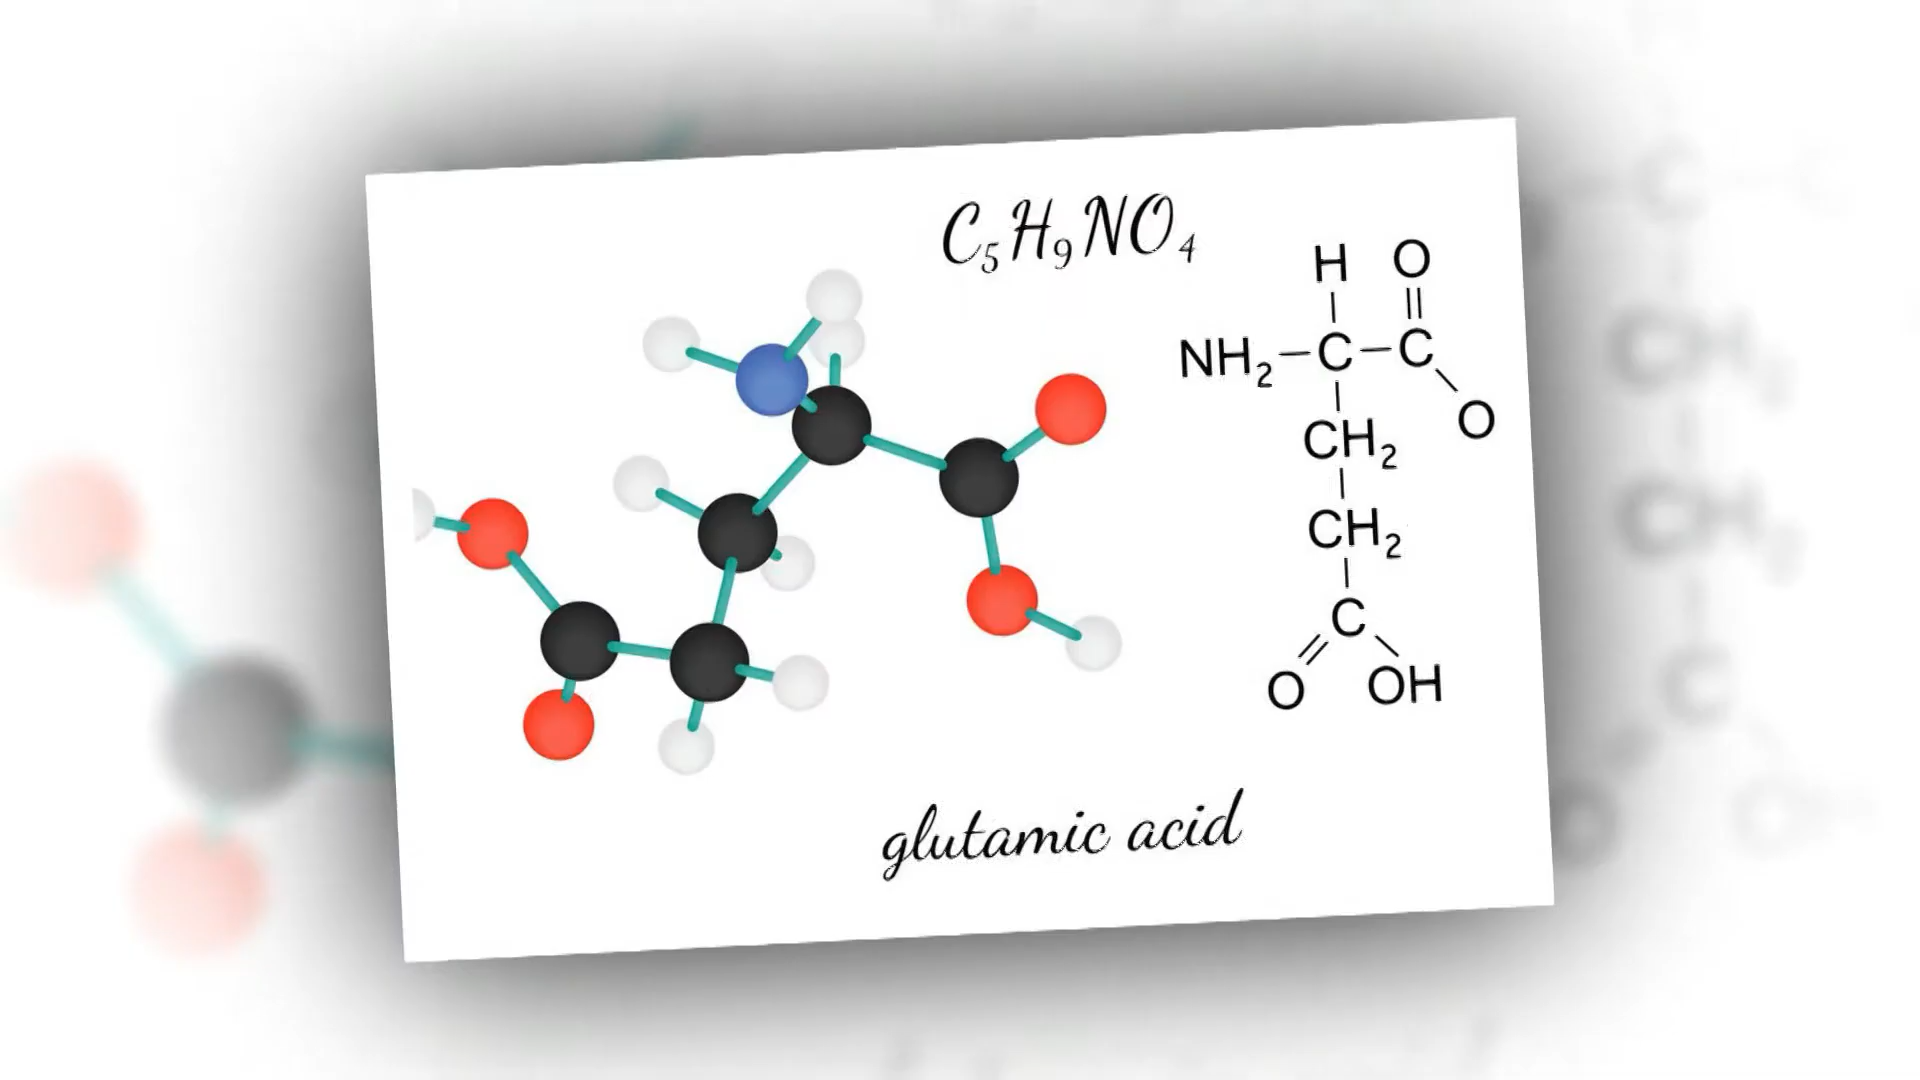 C₅H₉NO₄
H O
NH₂ C C
O
CH₂
CH₂
C
O OH
glutamic acid